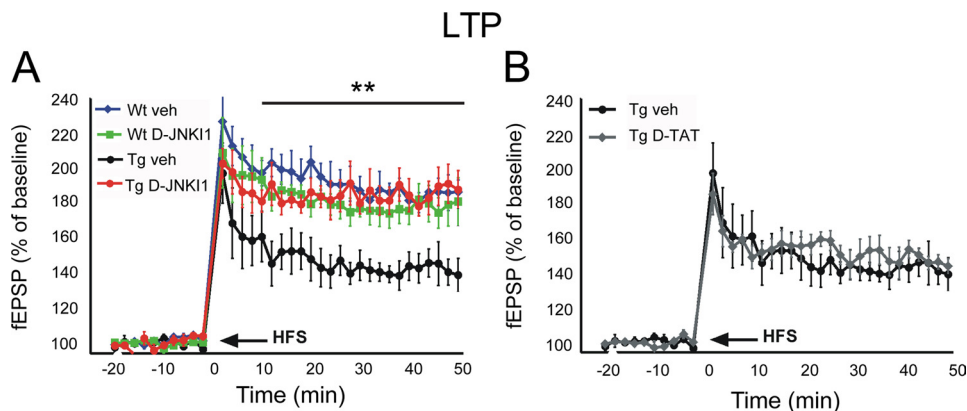 LTP
A
240
220
200
180
160
140
120
100
fEPSP (% of baseline)
Wt veh
Wt D-JNKI1
Tg veh
Tg D-JNKI1
**
HFS
-20 -10 0 10 20 30 40 50
Time (min)
B
240
220
200
180
160
140
120
100
fEPSP (% of baseline)
Tg veh
Tg D-TAT
HFS
-20 -10 0 10 20 30 40 50
Time (min)